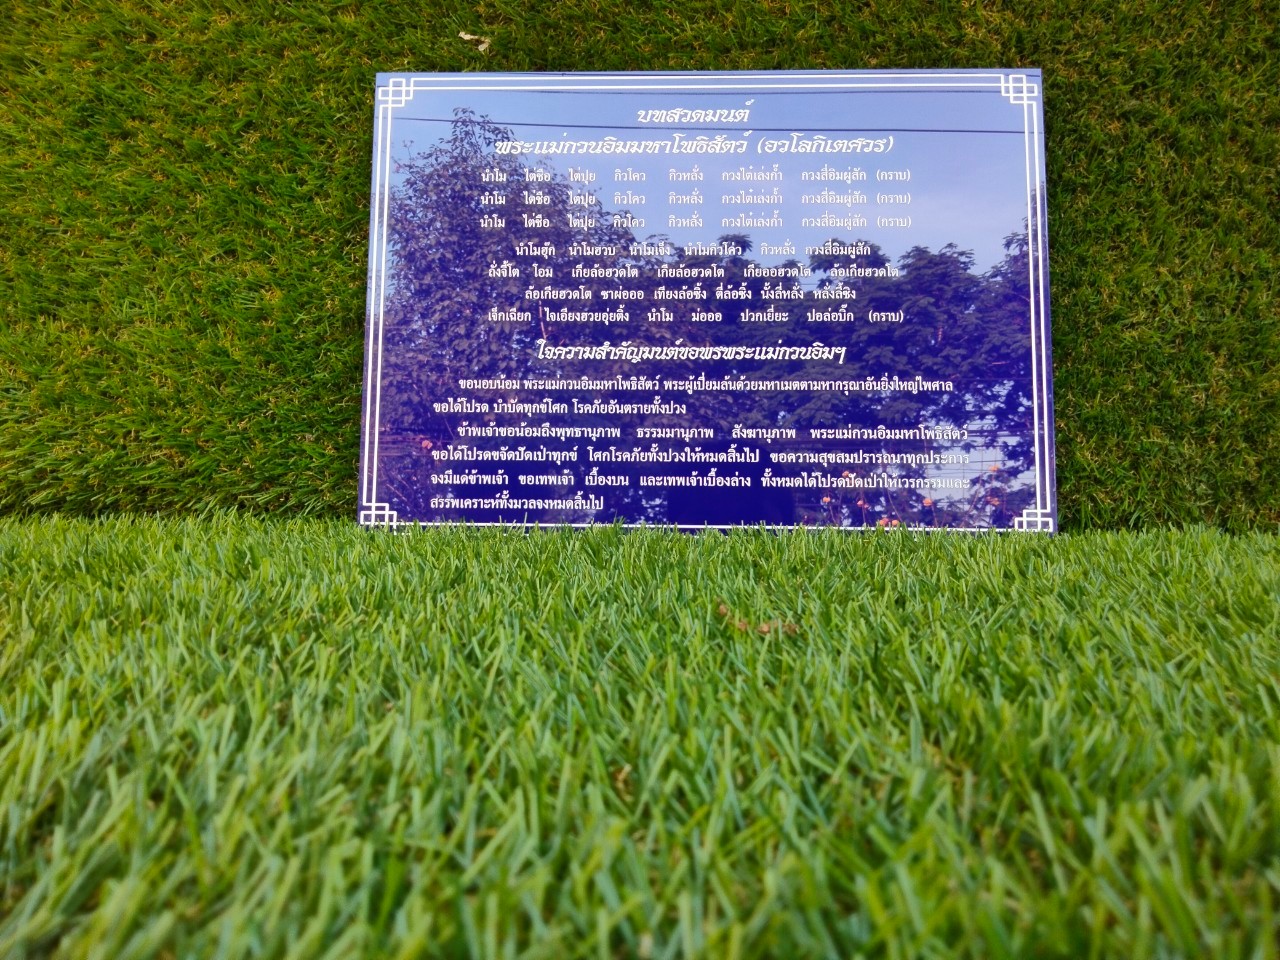 บทสวดมนต์
พระแม่กวนอิมมหาโพธิสัตว์ (อวโลกิเตศวร)
นำโม ไต่ซือ ไต่ปุย กิวโคว กิวหลั่ง กวงไต๋เล่งก๊ำ กวงสี่อิมผู่สัก (กราบ)
นำโม ไต่ซือ ไต่ปุย กิวโคว กิวหลั่ง กวงไต๋เล่งก้ำ กวงสี่อิมผู่สัก (กราบ)
นำโม ไต่ซือ ไต่ปุย กิวโคว กิวหลั่ง กวงไต๋เล่งก้ำ กวงสี่อิมผู่สัก (กราบ)
นำโมฮุ๊ก นำโมฮวบ นำโมเจ็ง นำโมกิวโค่ว กิวหลั่ง กวงสี่อิมผู่สัก
ถั่งจี้โต โอม เกียล้อฮวดโต เกียล้อฮวดโต เกียออฮวดโต ล้อเกียฮวดโต
ล้อเกียฮวดโต ซาผ่อออ เทียงล้อซิ้ง ตี่ล้อซิ้ง นั้งลี่หลั่ง หลั่งลี้ซิง
เจ็กเฉียก ไจเอียงฮวยอุ่ยติ้ง นำโม ม่อออ ปวกเยี่ยะ ปอล่อบิ๊ก (กราบ)
ใจความสำคัญมนต์ขอพรพระแม่กวนอิมฯ
ขอนอบน้อม พระแม่กวนอิมมหาโพธิสัตว์ พระผู้เปี่ยมล้นด้วยมหาเมตตามหากรุณาอันยิ่งใหญ่ไพศาล
ขอได้โปรด บำบัดทุกข์โศก โรคภัยอันตรายทั้งปวง
ข้าพเจ้าขอน้อมถึงพุทธานุภาพ ธรรมมานุภาพ สังฆานุภาพ พระแม่กวนอิมมหาโพธิสัตว์
ขอได้โปรดขจัดปัดเป่าทุกข์ โศกโรคภัยทั้งปวงให้หมดสิ้นไป ขอความสุขสมปรารถนาทุกประการ
จงมีแด่ข้าพเจ้า ขอเทพเจ้า เบื้องบน และเทพเจ้าเบื้องล่าง ทั้งหมดได้โปรดปัดเป่าให้เวรกรรมและ
สรรพเคราะห์ทั้งมวลจงหมดสิ้นไป